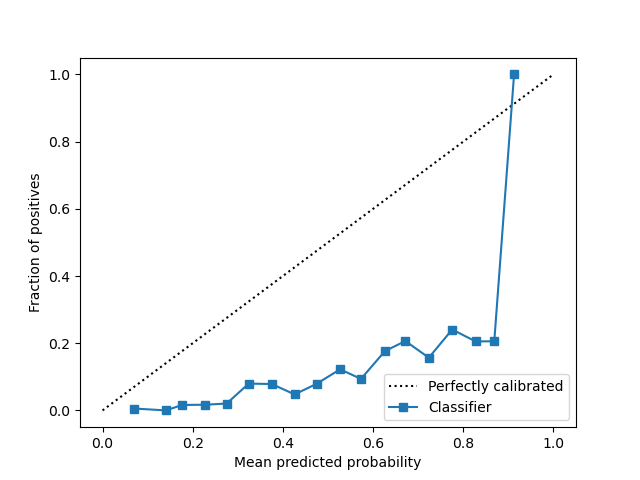 1.0
0.8
0.6
0.4
0.2
0.0
Fraction of positives
Perfectly calibrated
Classifier
0.0 0.2 0.4 0.6 0.8 1.0
Mean predicted probability